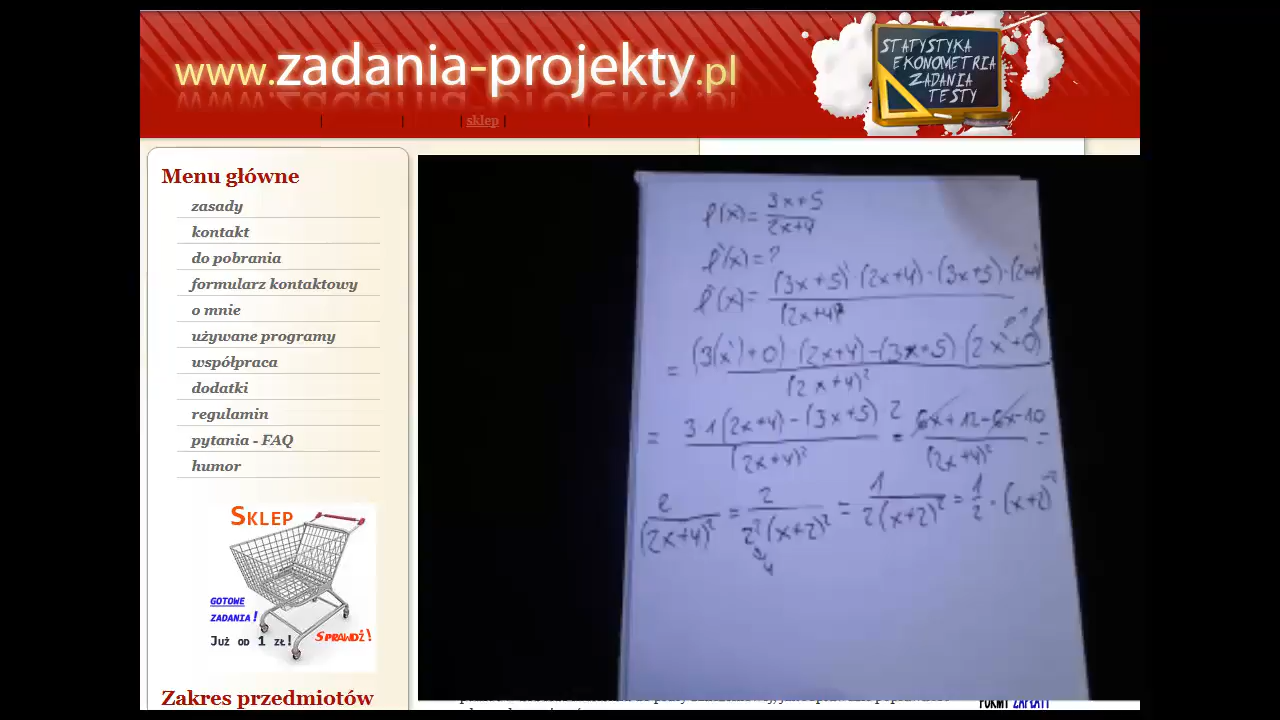 www.zadania-projekty.pl
STATYSTYKA
EKONOMETRIA
ZADANIA
TESTY
sklep
Menu główne
zasady
kontakt
do pobrania
formularz kontaktowy
o mnie
używane programy
współpraca
dodatki
regulamin
pytania - FAQ
humor
SKLEP
GOTOWE
ZADANIA!
Już od 1 zł!
SPRAWDŹ!
Zakres przedmiotów
f(x) = (3x+5)/(2x+4)
f'(x) = ?
f'(x) = ((3x+5)' · (2x+4) - (3x+5) · (2x+4)')/(2x+4)²
= ((3(x)'+0) · (2x+4) - (3x+5) (2x'+0))/(2x+4)²
= (3·1(2x+4) - (3x+5) 2)/(2x+4)² = (6x+12-6x-10)/(2x+4)² =
2/(2x+4)² = 2/(2²(x+2)²) = 1/(2(x+2)²) = 1/2 · (x+2)⁻²
4
FORMY ZAPŁATY